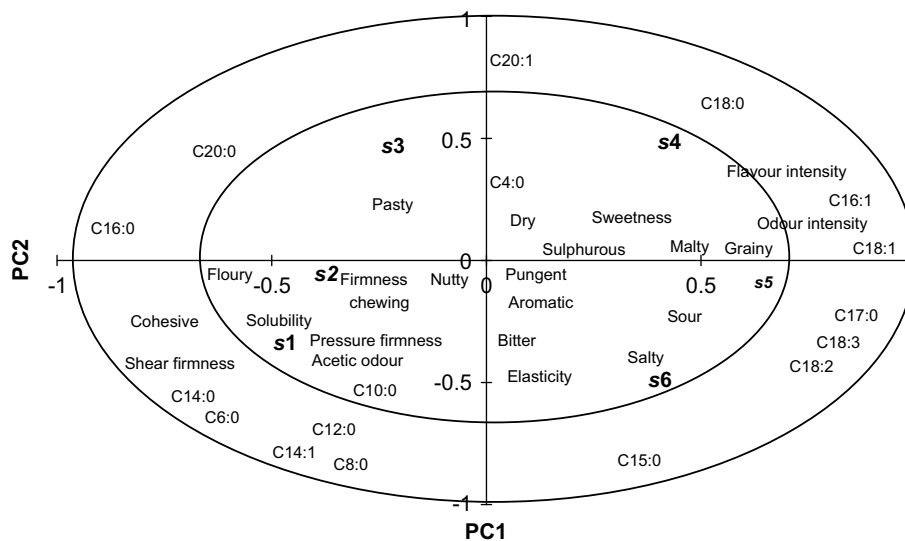 1
C20:1
C18:0
0.5
s3
s4
C20:0
Flavour intensity
C4:0
C16:1
Pasty
Dry
Sweetness
Odour intensity
C16:0
Sulphurous
Malty
Grainy
C18:1
PC2
-1
-0.5
0
0
0.5
1
Floury
s2
Firmness
chewing
Nutty
Pungent
s5
Aromatic
Cohesive
Solubility
Sour
C17:0
s1
Pressure firmness
Bitter
C18:3
Shear firmness
Acetic odour
Salty
C18:2
-0.5
Elasticity
s6
C14:0
C10:0
C6:0
C12:0
C14:1
C8:0
C15:0
-1
PC1